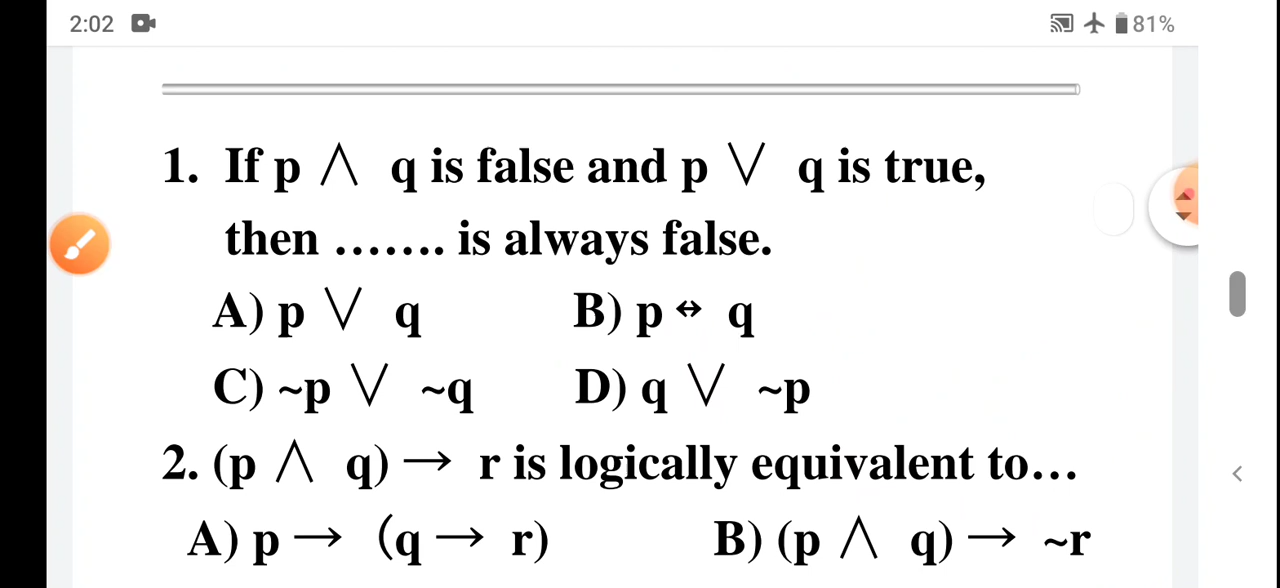 2:02 81%
1. If p ∧ q is false and p ∨ q is true,
then ....... is always false.
A) p ∨ q B) p ↔ q
C) ~p ∨ ~q D) q ∨ ~p
2. (p ∧ q) → r is logically equivalent to...
A) p → (q → r) B) (p ∧ q) → ~r